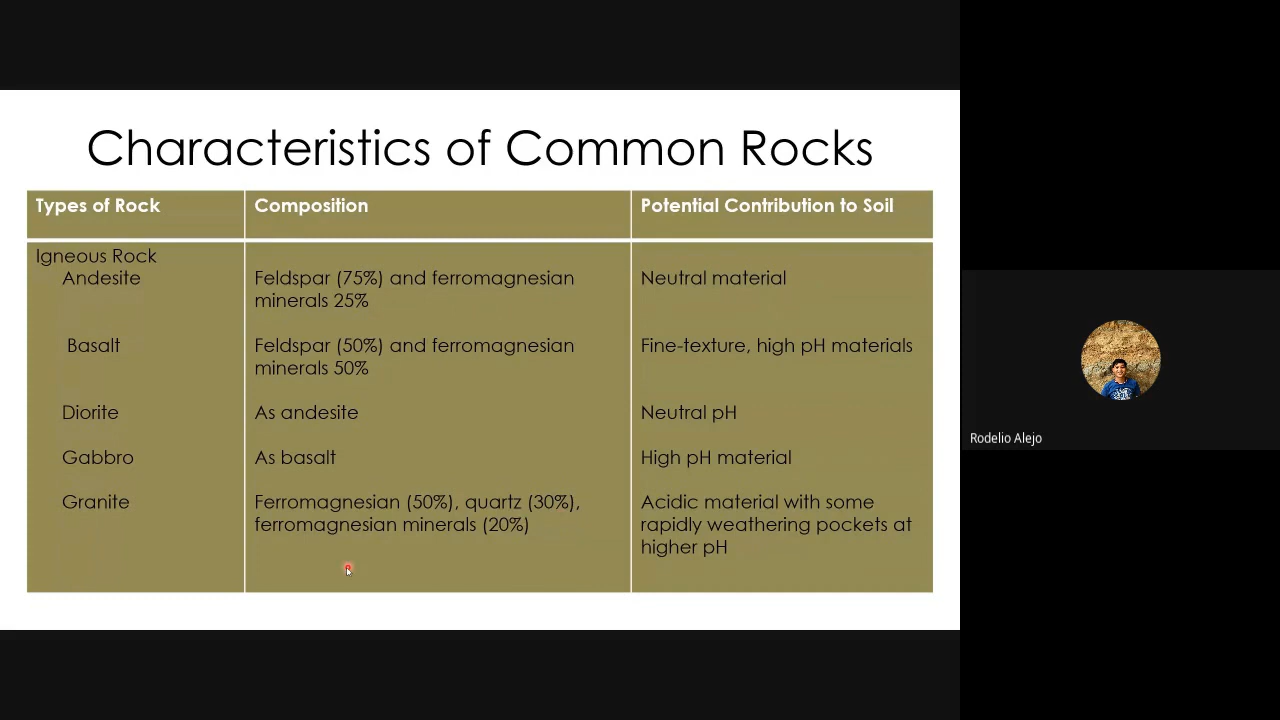 Characteristics of Common Rocks
Types of Rock
Composition
Potential Contribution to Soil
Igneous Rock
Andesite
Feldspar (75%) and ferromagnesian
minerals 25%
Neutral material
Basalt
Feldspar (50%) and ferromagnesian
minerals 50%
Fine-texture, high pH materials
Diorite
As andesite
Neutral pH
Gabbro
As basalt
High pH material
Granite
Ferromagnesian (50%), quartz (30%),
ferromagnesian minerals (20%)
Acidic material with some
rapidly weathering pockets at
higher pH
Rodelio Alejo